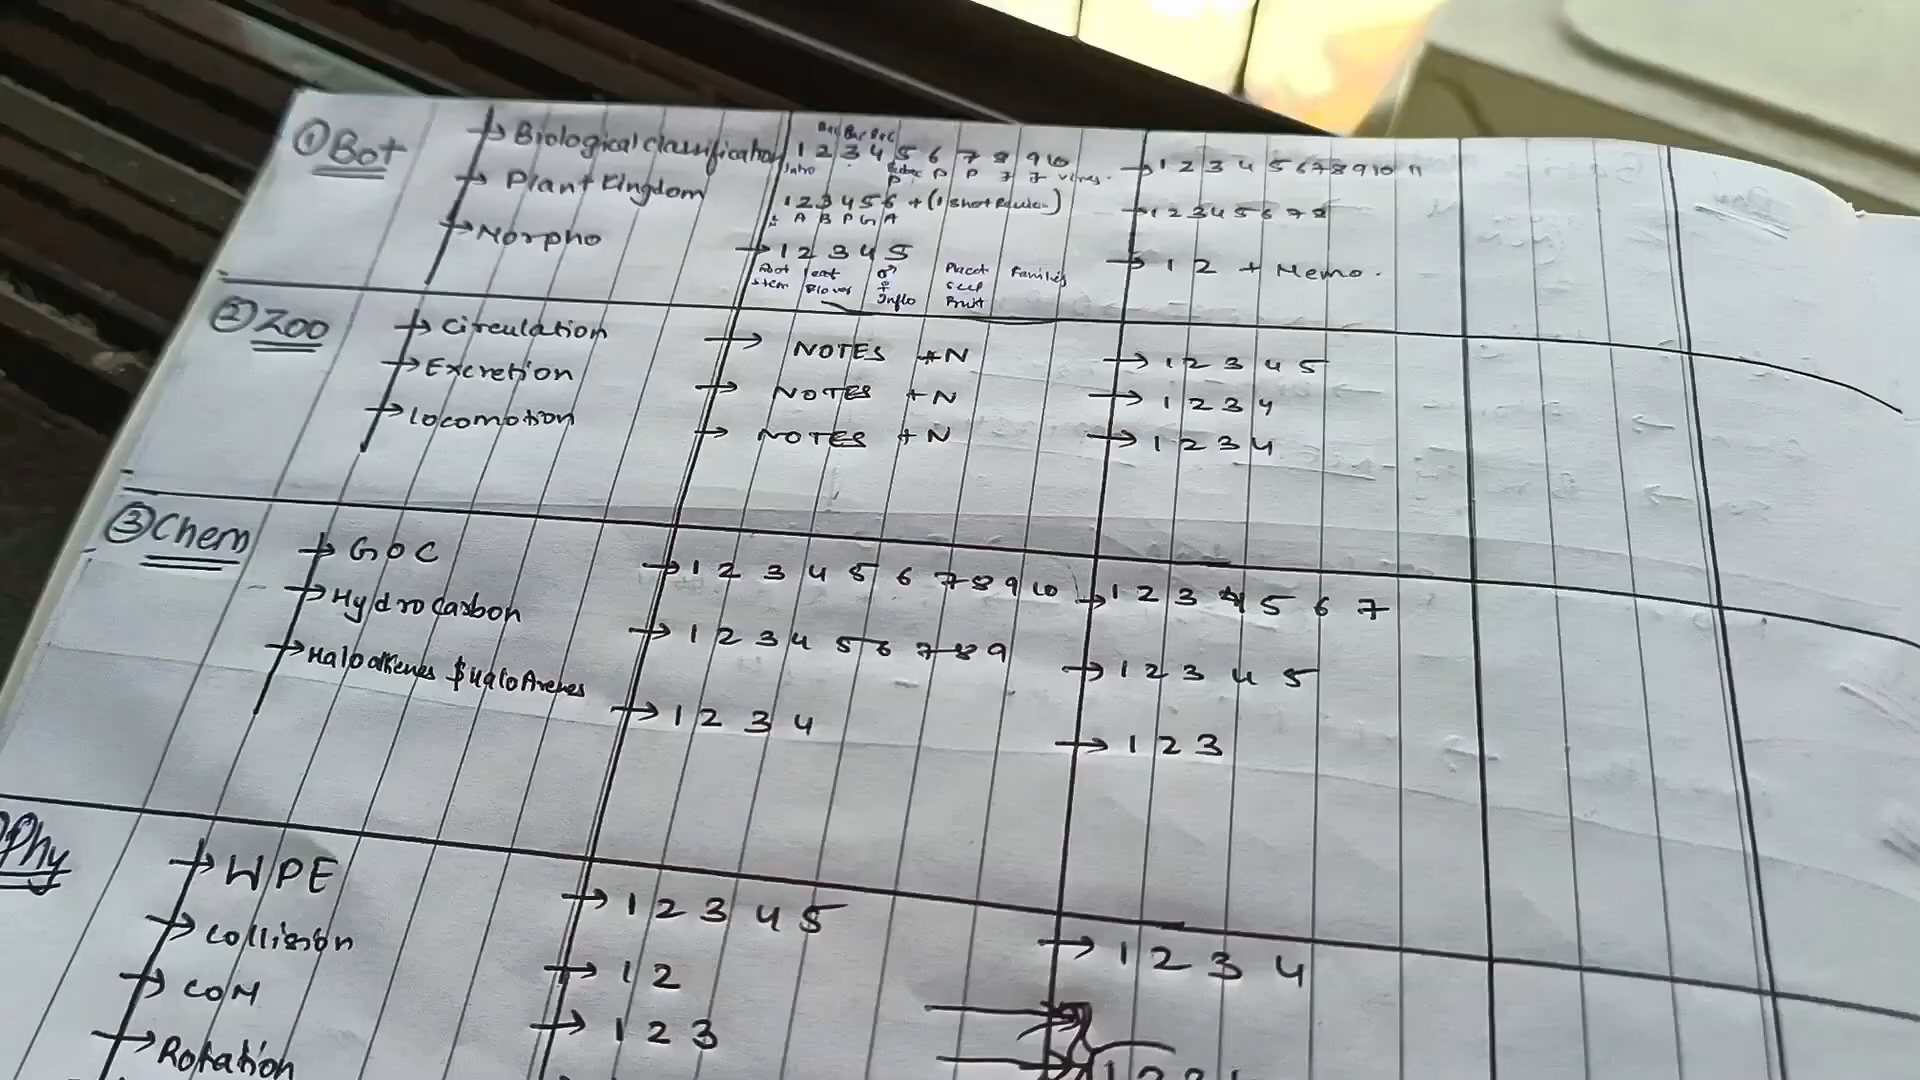 ① Bot → Biological classification 1 2 3 4 5 6 7 8 9 10 → 1 2 3 4 5 6 7 8 9 10 11
Intro P P P viruses.
→ Plant Kingdom 1 2 3 4 5 6 + (1 Shot Revision) → 1 2 3 4 5 6 7 8
A B P G A
→ Morpho → 1 2 3 4 5 → 1 2 + Memo.
Root leaf ♂ Families
stem Flower ♀ seed
Inflo Fruit
② Zoo → Circulation → NOTES + N → 1 2 3 4 5
→ Excretion → NOTES + N → 1 2 3 4
→ locomotion → NOTES + N → 1 2 3 4
③ Chem → GOC → 1 2 3 4 5 6 7 8 9 10 → 1 2 3 4 5 6 7
→ Hydrocarbon → 1 2 3 4 5 6 7 8 9 → 1 2 3 4 5
→ Haloalkenes & HaloArenes → 1 2 3 4 → 1 2 3
Phy → WPE → 1 2 3 4 5 → 1 2 3 4
→ Collision → 1 2
→ COM → 1 2 3
→ Rotation